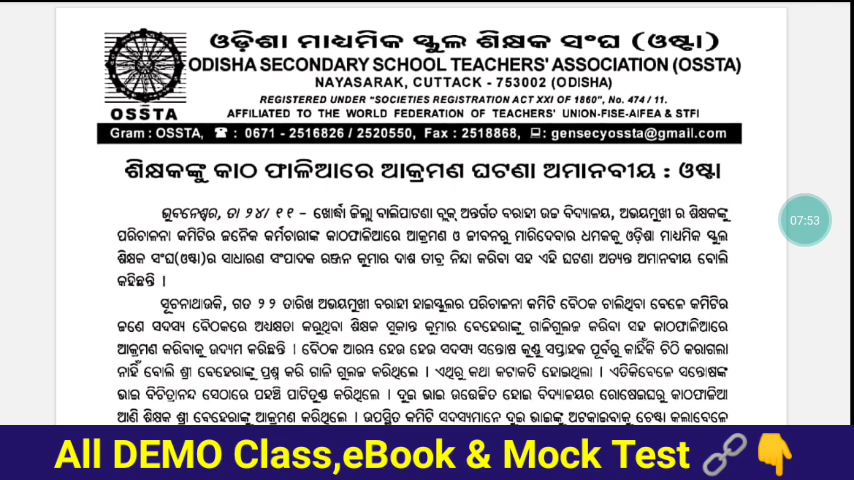 ଓଡ଼ିଶା ମାଧ୍ୟମିକ ସ୍କୁଲ ଶିକ୍ଷକ ସଂଘ (ଓଷ୍ଟା)
ODISHA SECONDARY SCHOOL TEACHERS' ASSOCIATION (OSSTA)
NAYASARAK, CUTTACK - 753002 (ODISHA)
REGISTERED UNDER “SOCIETIES REGISTRATION ACT XXI OF 1860”, No. 474 / 11.
OSSTA
AFFILIATED TO THE WORLD FEDERATION OF TEACHERS' UNION-FISE-AIFEA & STFI
Gram : OSSTA, ☎ : 0671 - 2516826 / 2520550, Fax : 2518868, 💻: gensecyossta@gmail.com
ଶିକ୍ଷକଙ୍କୁ କାଠ ଫାଳିଆରେ ଆକ୍ରମଣ ଘଟଣା ଅମାନବୀୟ : ଓଷ୍ଟା
ଭୁବନେଶ୍ୱର, ତା ୨୪/ ୧୧ – ଖୋର୍ଦ୍ଧା ଜିଲ୍ଲା ବାଲିପାଟଣା ବ୍ଲକ୍ ଅନ୍ତର୍ଗତ ବରାହୀ ଉଚ୍ଚ ବିଦ୍ୟାଳୟ, ଅଭୟମୁଖୀ ର ଶିକ୍ଷକଙ୍କୁ
07:53
ପରିଚାଳନା କମିଟିର ଜନୈକ କର୍ମଚାରୀଙ୍କ କାଠଫାଳିଆରେ ଆକ୍ରମଣ ଓ ଜୀବନରୁ ମାରିଦେବାର ଧମକକୁ ଓଡ଼ିଶା ମାଧ୍ୟମିକ ସ୍କୁଲ
ଶିକ୍ଷକ ସଂଘ(ଓଷ୍ଟା)ର ସାଧାରଣ ସଂପାଦକ ରଞ୍ଜନ କୁମାର ଦାଶ ତୀବ୍ର ନିନ୍ଦା କରିବା ସହ ଏହି ଘଟଣା ଅତ୍ୟନ୍ତ ଅମାନବୀୟ ବୋଲି
କହିଛନ୍ତି ।
ସୂଚନାଥାଉକି, ଗତ ୨୨ ତାରିଖ ଅଭୟମୁଖୀ ବରାହୀ ହାଇସ୍କୁଲର ପରିଚାଳନା କମିଟି ବୈଠକ ଚାଲିଥିବା ବେଳେ କମିଟିର
ଜଣେ ସଦସ୍ୟ ବୈଠକରେ ଅଧ୍ୟକ୍ଷତା କରୁଥିବା ଶିକ୍ଷକ ସୁକାନ୍ତ କୁମାର ବେହେରାଙ୍କୁ ଗାଳିଗୁଲଜ କରିବା ସହ କାଠଫାଳିଆରେ
ଆକ୍ରମଣ କରିବାକୁ ଉଦ୍ୟମ କରିଛନ୍ତି । ବୈଠକ ଆରମ୍ଭ ହେଉ ହେଉ ସଦସ୍ୟ ସନ୍ତୋଷ କୁଣ୍ଡୁ ସପ୍ତାହକ ପୂର୍ବରୁ କାହିଁକି ଚିଠି କରାଗଲା
ନାହିଁ ବୋଲି ଶ୍ରୀ ବେହେରାଙ୍କୁ ପ୍ରଶ୍ନ କରି ଗାଳି ଗୁଲଜ କରିଥିଲେ । ଏଥିରୁ କଥା କଟାକଟି ହୋଇଥିଲା । ଏତିକିବେଳେ ସନ୍ତୋଷଙ୍କ
ଭାଇ ବିଚିତ୍ରାନନ୍ଦ ସେଠାରେ ପହଞ୍ଚି ପାଟିତୁଣ୍ଡ କରିଥିଲେ । ଦୁଇ ଭାଇ ଉତ୍ତେଜିତ ହୋଇ ବିଦ୍ୟାଳୟର ରୋଷେଇଘରୁ କାଠଫାଳିଆ
ଆଣି ଶିକ୍ଷକ ଶ୍ରୀ ବେହେରାଙ୍କୁ ଆକ୍ରମଣ କରିଥିଲେ । ଉପସ୍ଥିତ କମିଟି ସଦସ୍ୟମାନେ ଦୁଇ ଭାଇଙ୍କୁ ଅଟକାଇବାକୁ ଚେଷ୍ଟା କଲାବେଳେ
All DEMO Class,eBook & Mock Test 🔗👇